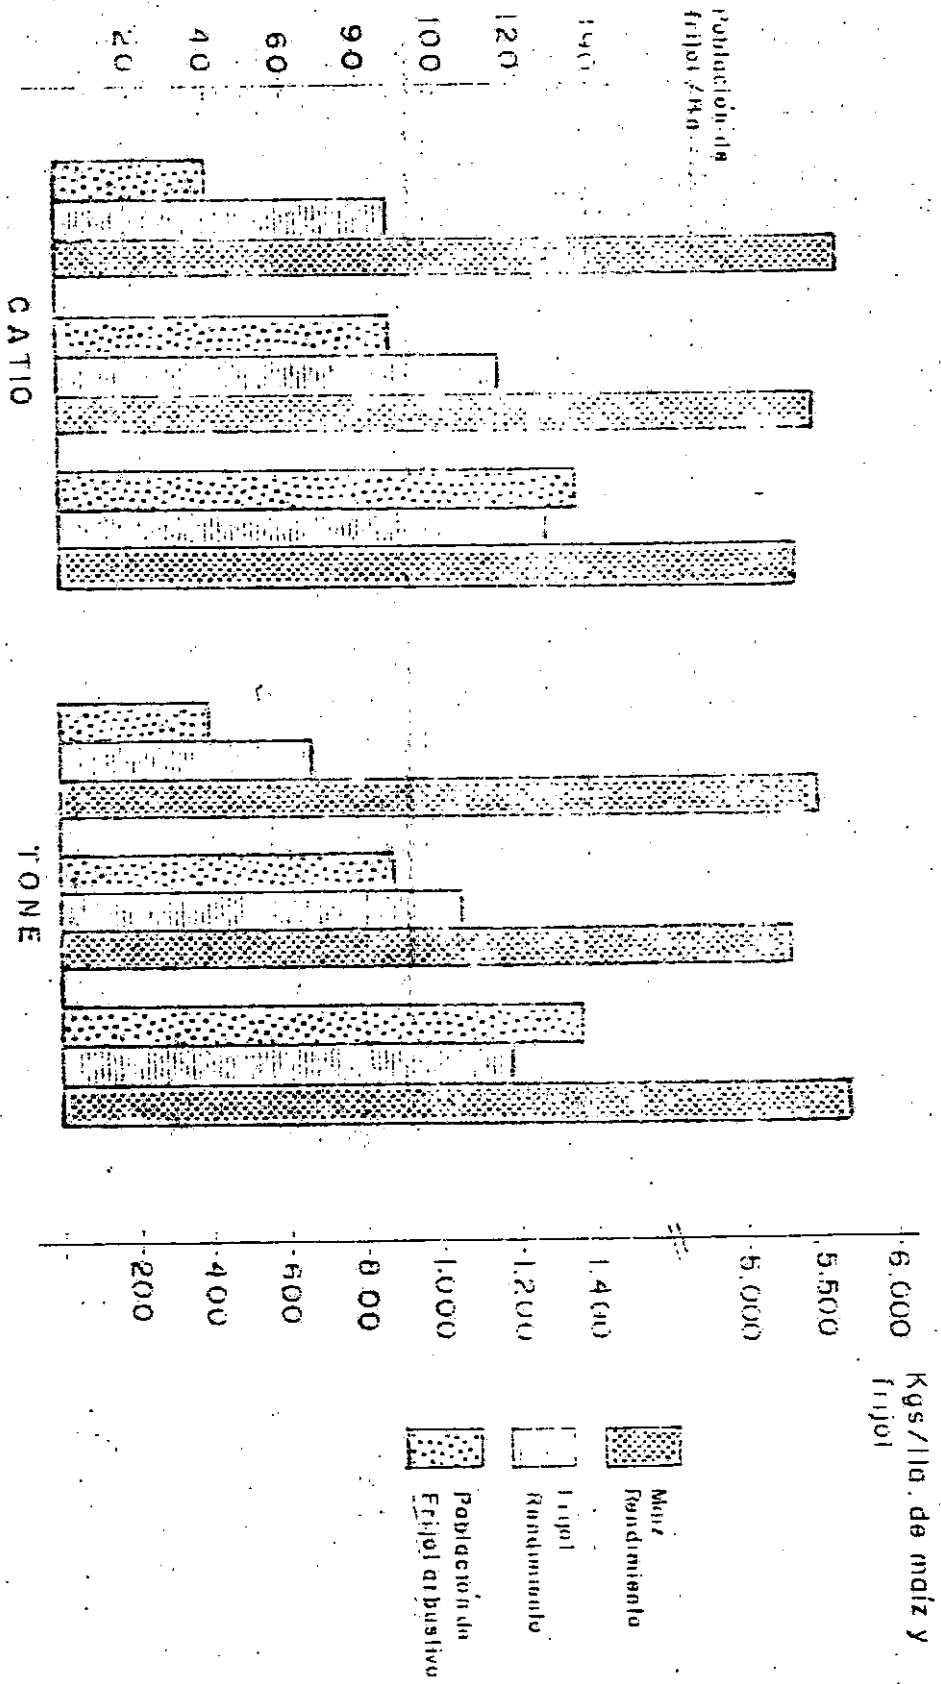 Población de
frijol / Ha
140
120
100
90
60
40
20
CATIO
TONE
6.000
5.500
5.000
1.400
1.200
1.000
800
600
400
200
Kgs/Ha. de maíz y
frijol
Maíz
Rendimiento
Frijol
Rendimiento
Población de
Frijol arbustivo